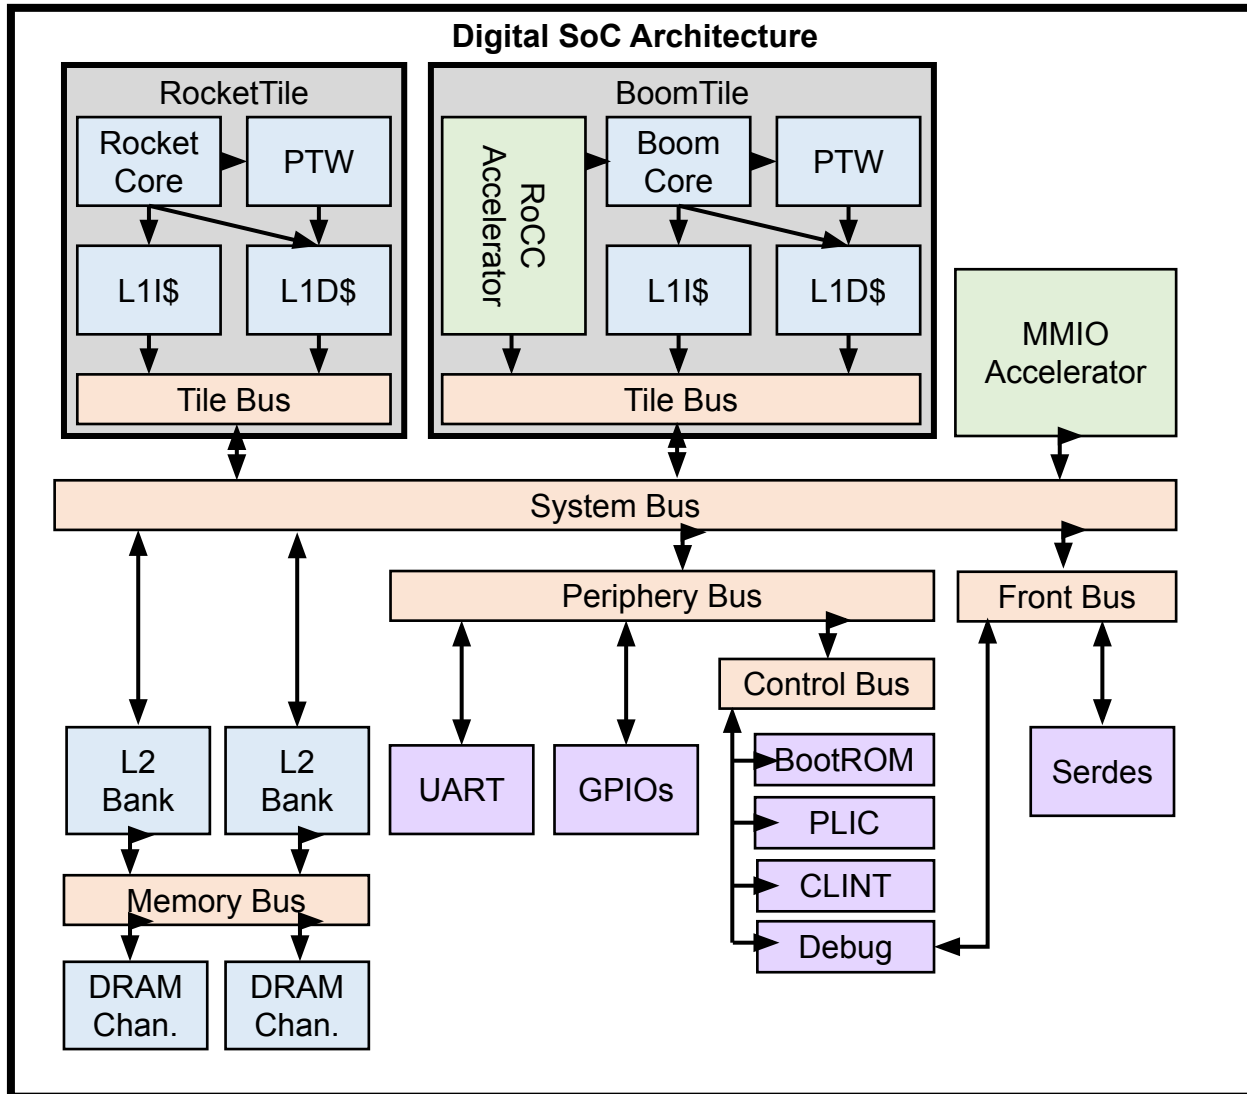 Digital SoC Architecture
RocketTile
Rocket
Core
PTW
L1I$
L1D$
Tile Bus
BoomTile
RoCC
Accelerator
Boom
Core
PTW
L1I$
L1D$
Tile Bus
MMIO
Accelerator
System Bus
Periphery Bus
Front Bus
Control Bus
L2
Bank
L2
Bank
UART
GPIOs
BootROM
PLIC
CLINT
Debug
Serdes
Memory Bus
DRAM
Chan.
DRAM
Chan.